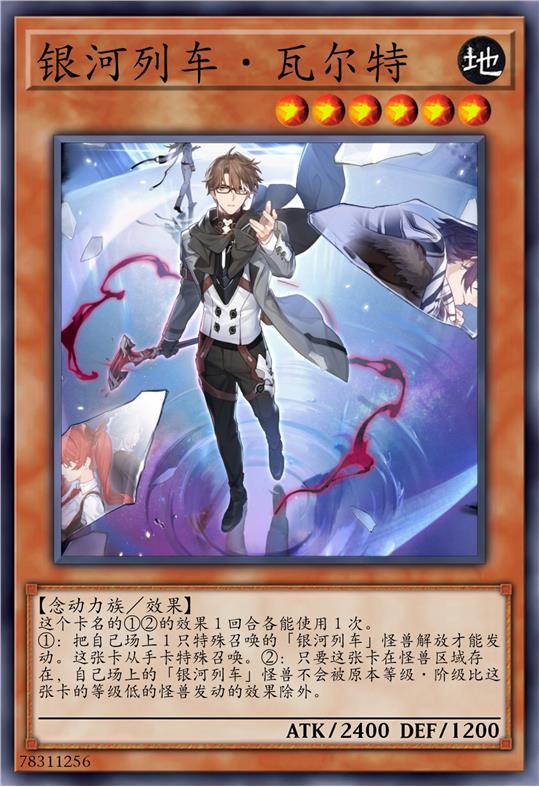 银河列车·瓦尔特
地
【念动力族／效果】
这个卡名的①②的效果１回合各能使用１次。
①：把自己场上１只特殊召唤的「银河列车」怪兽解放才能发
动。这张卡从手卡特殊召唤。②：只要这张卡在怪兽区域存
在，自己场上的「银河列车」怪兽不会被原本等级·阶级比这
张卡的等级低的怪兽发动的效果除外。
ATK/2400 DEF/1200
78311256